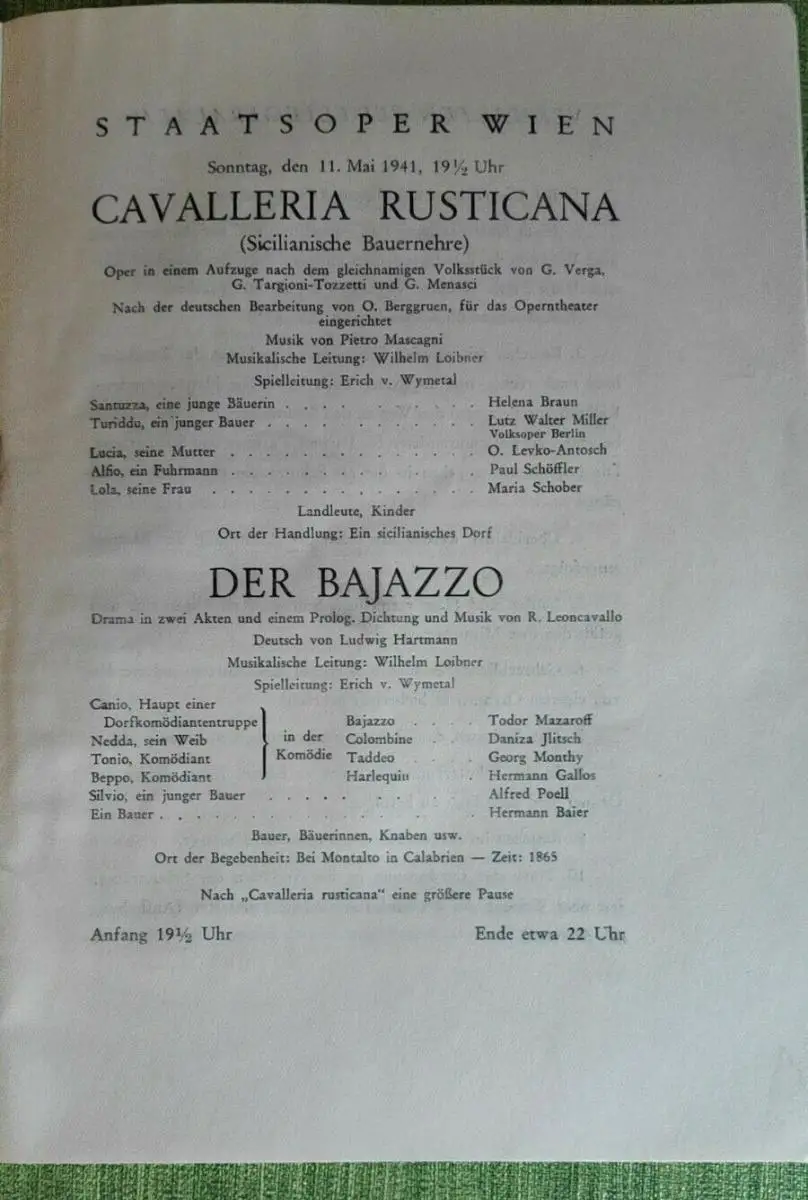 STAATSOPER WIEN
Sonntag, den 11. Mai 1941, 19½ Uhr
CAVALLERIA RUSTICANA
(Sicilianische Bauernehre)
Oper in einem Aufzuge nach dem gleichnamigen Volksstück von G. Verga,
G. Targioni-Tozzetti und G. Menasci
Nach der deutschen Bearbeitung von O. Berggruen, für das Operntheater
eingerichtet
Musik von Pietro Mascagni
Musikalische Leitung: Wilhelm Loibner
Spielleitung: Erich v. Wymetal
Santuzza, eine junge Bäuerin . . . . . . . . . Helena Braun
Turiddu, ein junger Bauer . . . . . . . . . . Lutz Walter Miller
Volksoper Berlin
Lucia, seine Mutter . . . . . . . . . . . . O. Levko-Antosch
Alfio, ein Fuhrmann . . . . . . . . . . . . Paul Schöffler
Lola, seine Frau . . . . . . . . . . . . . Maria Schober
Landleute, Kinder
Ort der Handlung: Ein sicilianisches Dorf
DER BAJAZZO
Drama in zwei Akten und einem Prolog. Dichtung und Musik von R. Leoncavallo
Deutsch von Ludwig Hartmann
Musikalische Leitung: Wilhelm Loibner
Spielleitung: Erich v. Wymetal
Canio, Haupt einer
Dorfkomödiantentruppe Bajazzo . . . . Todor Mazaroff
Nedda, sein Weib in der Colombine . . Daniza Jlitsch
Tonio, Komödiant Komödie Taddeo . . . Georg Monthy
Beppo, Komödiant Harlequin . Hermann Gallos
Silvio, ein junger Bauer . . . . . . . . . Alfred Poell
Ein Bauer . . . . . . . . . . . . . Hermann Baier
Bauer, Bäuerinnen, Knaben usw.
Ort der Begebenheit: Bei Montalto in Calabrien — Zeit: 1865
Nach „Cavalleria rusticana“ eine größere Pause
Anfang 19½ Uhr Ende etwa 22 Uhr